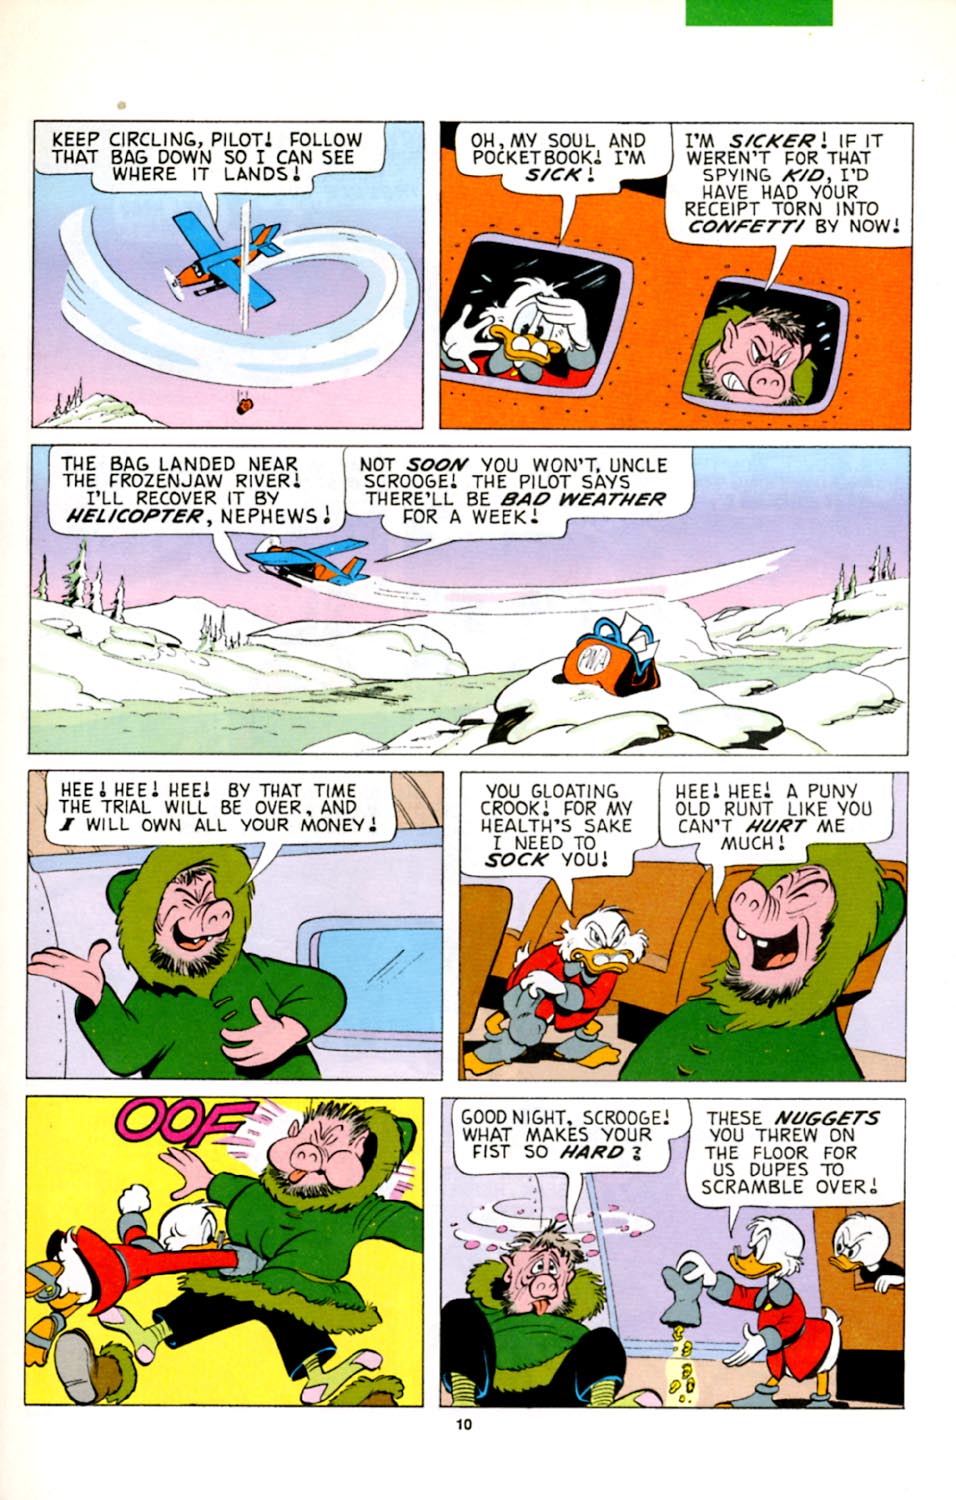 KEEP CIRCLING, PILOT! FOLLOW
THAT BAG DOWN SO I CAN SEE
WHERE IT LANDS!
OH, MY SOUL AND
POCKETBOOK! I'M
SICK!
I'M SICKER! IF IT
WEREN'T FOR THAT
SPYING KID, I'D
HAVE HAD YOUR
RECEIPT TORN INTO
CONFETTI BY NOW!
THE BAG LANDED NEAR
THE FROZENJAW RIVER!
I'LL RECOVER IT BY
HELICOPTER, NEPHEWS!
NOT SOON YOU WON'T, UNCLE
SCROOGE! THE PILOT SAYS
THERE'LL BE BAD WEATHER
FOR A WEEK!
HEE! HEE! HEE! BY THAT TIME
THE TRIAL WILL BE OVER, AND
I WILL OWN ALL YOUR MONEY!
YOU GLOATING
CROOK! FOR MY
HEALTH'S SAKE
I NEED TO
SOCK YOU!
HEE! HEE! A PUNY
OLD RUNT LIKE YOU
CAN'T HURT ME
MUCH!
OOF
GOOD NIGHT, SCROOGE!
WHAT MAKES YOUR
FIST SO HARD?
THESE NUGGETS
YOU THREW ON
THE FLOOR FOR
US DUPES TO
SCRAMBLE OVER!
10